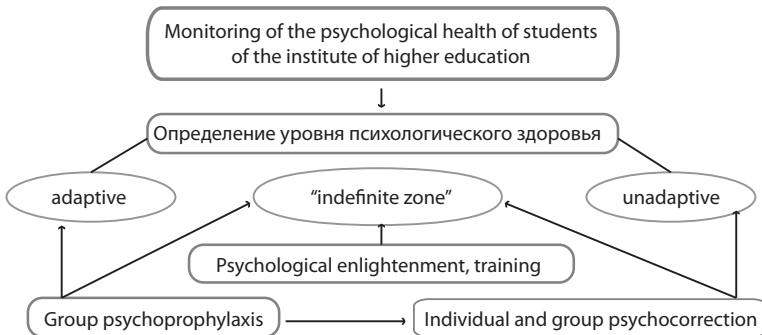 Monitoring of the psychological health of students
of the institute of higher education
Определение уровня психологического здоровья
adaptive
“indefinite zone”
unadaptive
Psychological enlightenment, training
Group psychoprophylaxis
Individual and group psychocorrection